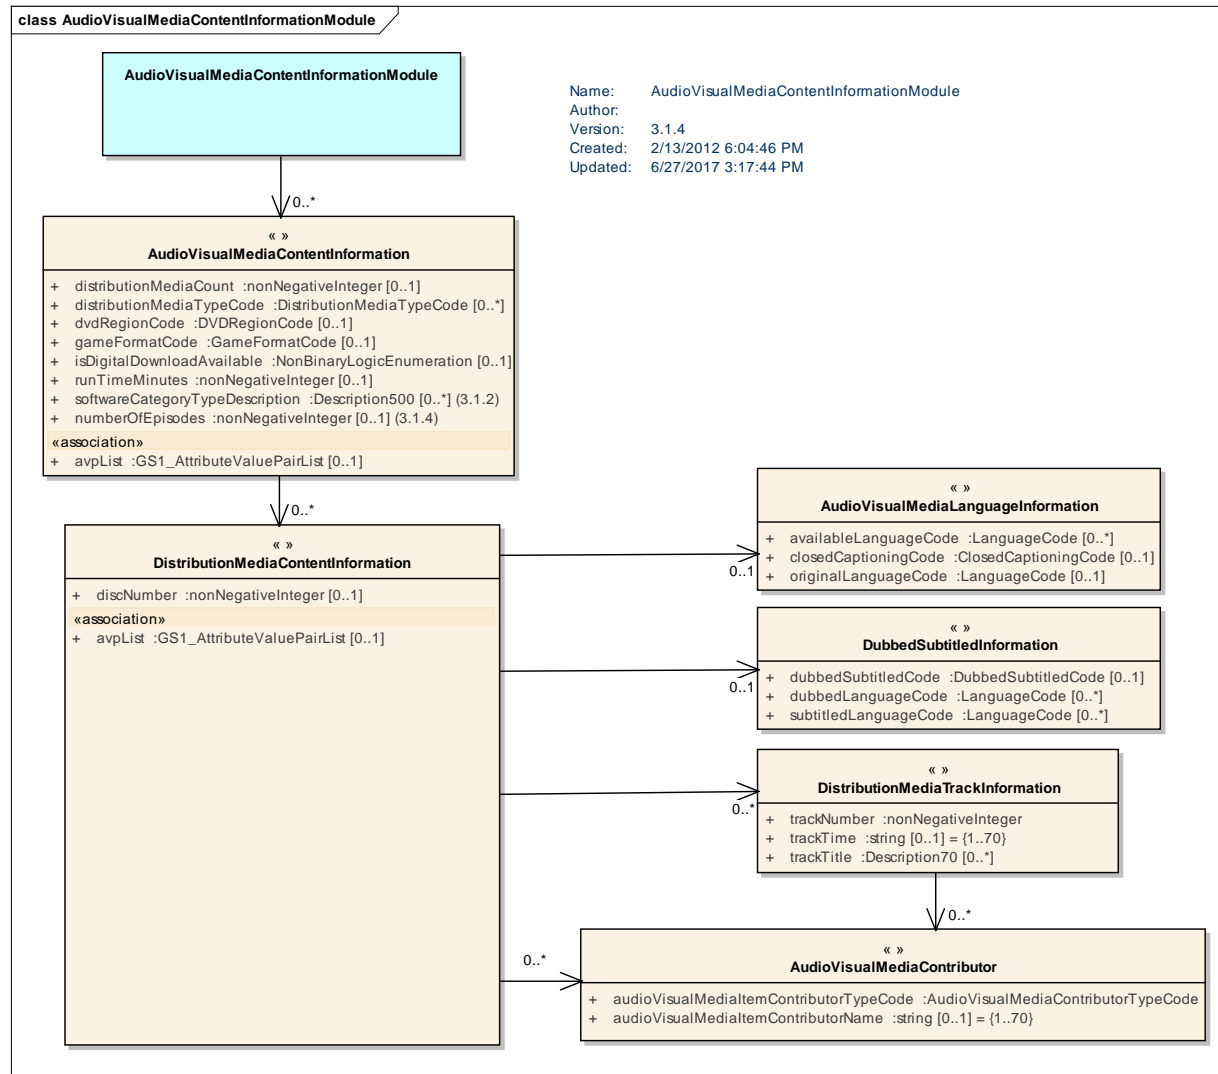 class AudioVisualMediaContentInformationModule
AudioVisualMediaContentInformationModule
Name: AudioVisualMediaContentInformationModule
Author:
Version: 3.1.4
Created: 2/13/2012 6:04:46 PM
Updated: 6/27/2017 3:17:44 PM
0..*
« »
AudioVisualMediaContentInformation
+ distributionMediaCount :nonNegativeInteger [0..1]
+ distributionMediaTypeCode :DistributionMediaTypeCode [0..*]
+ dvdRegionCode :DVDRegionCode [0..1]
+ gameFormatCode :GameFormatCode [0..1]
+ isDigitalDownloadAvailable :NonBinaryLogicEnumeration [0..1]
+ runTimeMinutes :nonNegativeInteger [0..1]
+ softwareCategoryTypeDescription :Description500 [0..*] (3.1.2)
+ numberOfEpisodes :nonNegativeInteger [0..1] (3.1.4)
«association»
+ avpList :GS1_AttributeValuePairList [0..1]
0..*
« »
DistributionMediaContentInformation
+ discNumber :nonNegativeInteger [0..1]
«association»
+ avpList :GS1_AttributeValuePairList [0..1]
0..1
« »
AudioVisualMediaLanguageInformation
+ availableLanguageCode :LanguageCode [0..*]
+ closedCaptioningCode :ClosedCaptioningCode [0..1]
+ originalLanguageCode :LanguageCode [0..1]
0..1
« »
DubbedSubtitledInformation
+ dubbedSubtitledCode :DubbedSubtitledCode [0..1]
+ dubbedLanguageCode :LanguageCode [0..*]
+ subtitledLanguageCode :LanguageCode [0..*]
0..*
« »
DistributionMediaTrackInformation
+ trackNumber :nonNegativeInteger
+ trackTime :string [0..1] = {1..70}
+ trackTitle :Description70 [0..*]
0..*
0..*
« »
AudioVisualMediaContributor
+ audioVisualMediaItemContributorTypeCode :AudioVisualMediaContributorTypeCode
+ audioVisualMediaItemContributorName :string [0..1] = {1..70}